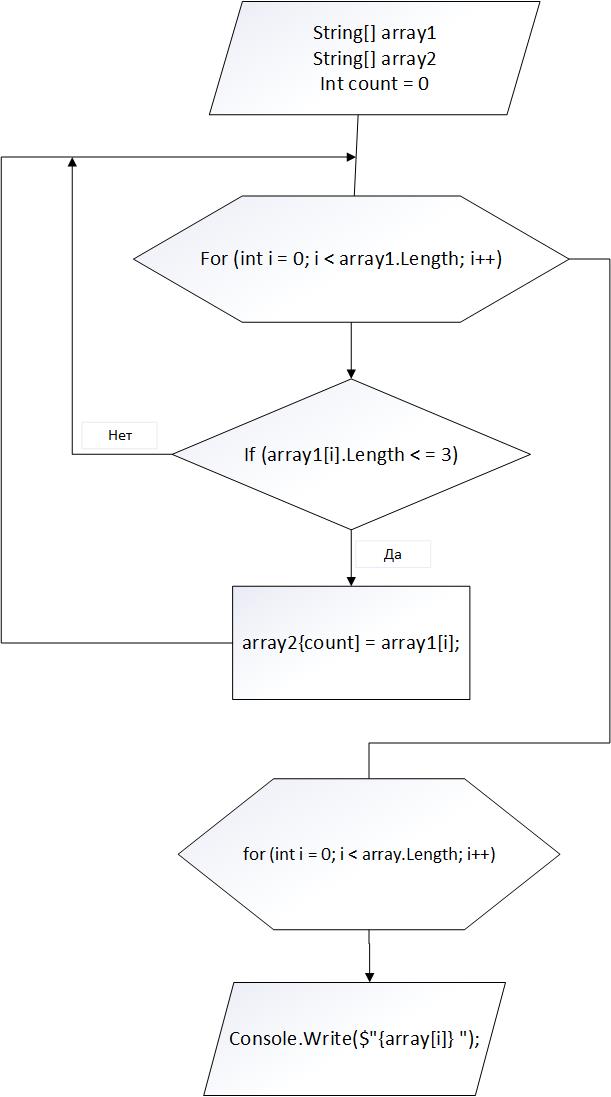 String[] array1
String[] array2
Int count = 0
For (int i = 0; i < array1.Length; i++)
If (array1[i].Length < = 3)
Нет
Да
array2{count] = array1[i];
for (int i = 0; i < array.Length; i++)
Console.Write($"{array[i]} ");